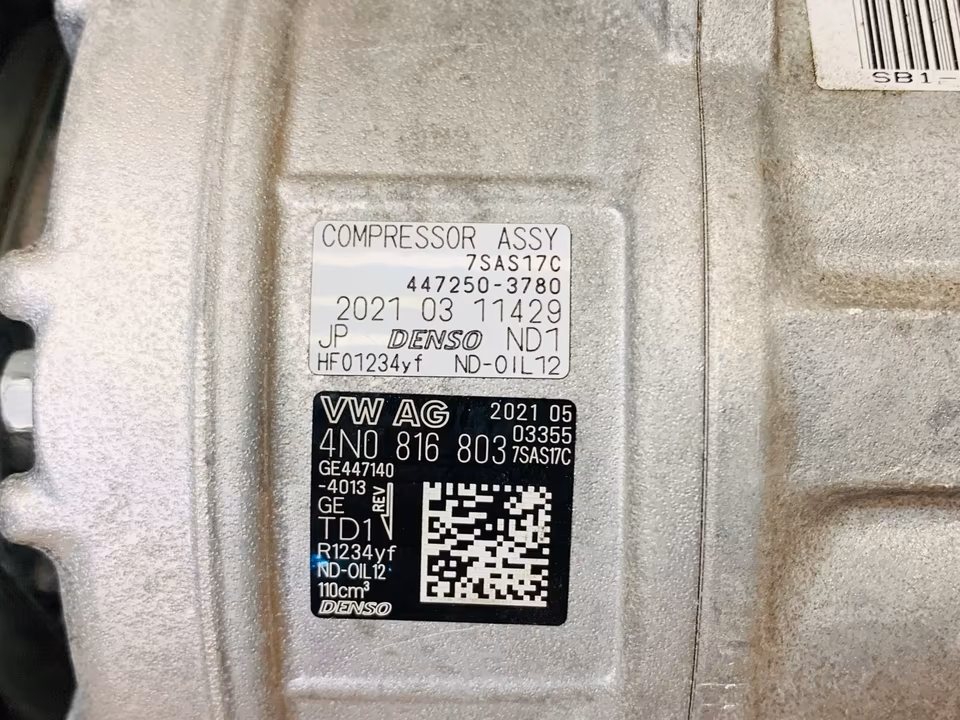 SB1-
COMPRESSOR ASSY
7SAS17C
447250-3780
2021 03 11429
JP DENSO ND1
HF01234yf ND-OIL12
VW AG 2021 05
03355
4N0 816 803 7SAS17C
GE447140
-4013 REV
GE
TD1
R1234yf
ND-OIL12
110cm³
DENSO